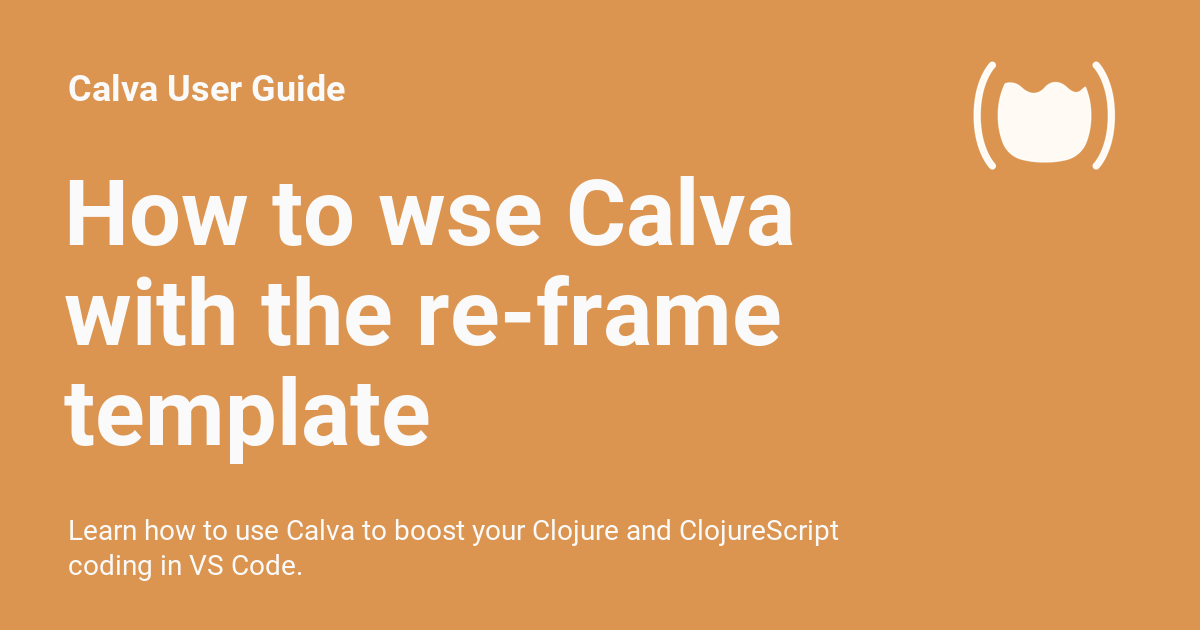 Calva User Guide
How to wse Calva
with the re-frame
template
Learn how to use Calva to boost your Clojure and ClojureScript
coding in VS Code.